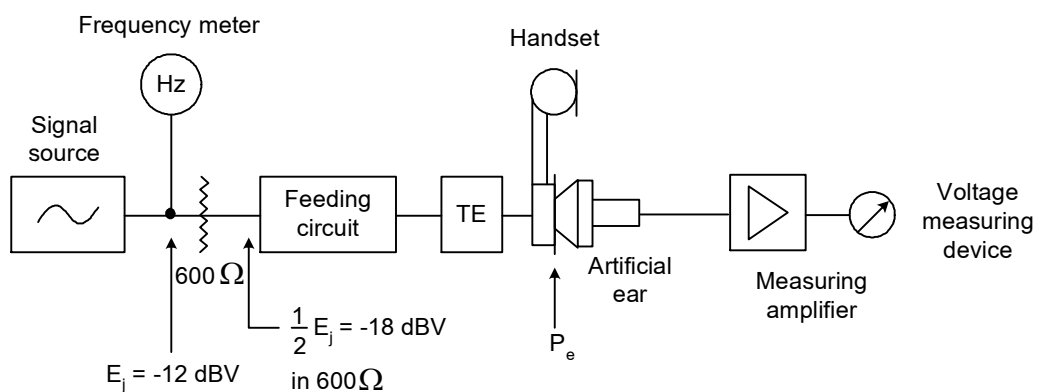 Frequency meter
Hz
Signal
source
600 Ω
E_j = -12 dBV
Feeding
circuit
1/2 E_j = -18 dBV
in 600Ω
TE
Handset
Artificial
ear
P_e
Measuring
amplifier
Voltage
measuring
device